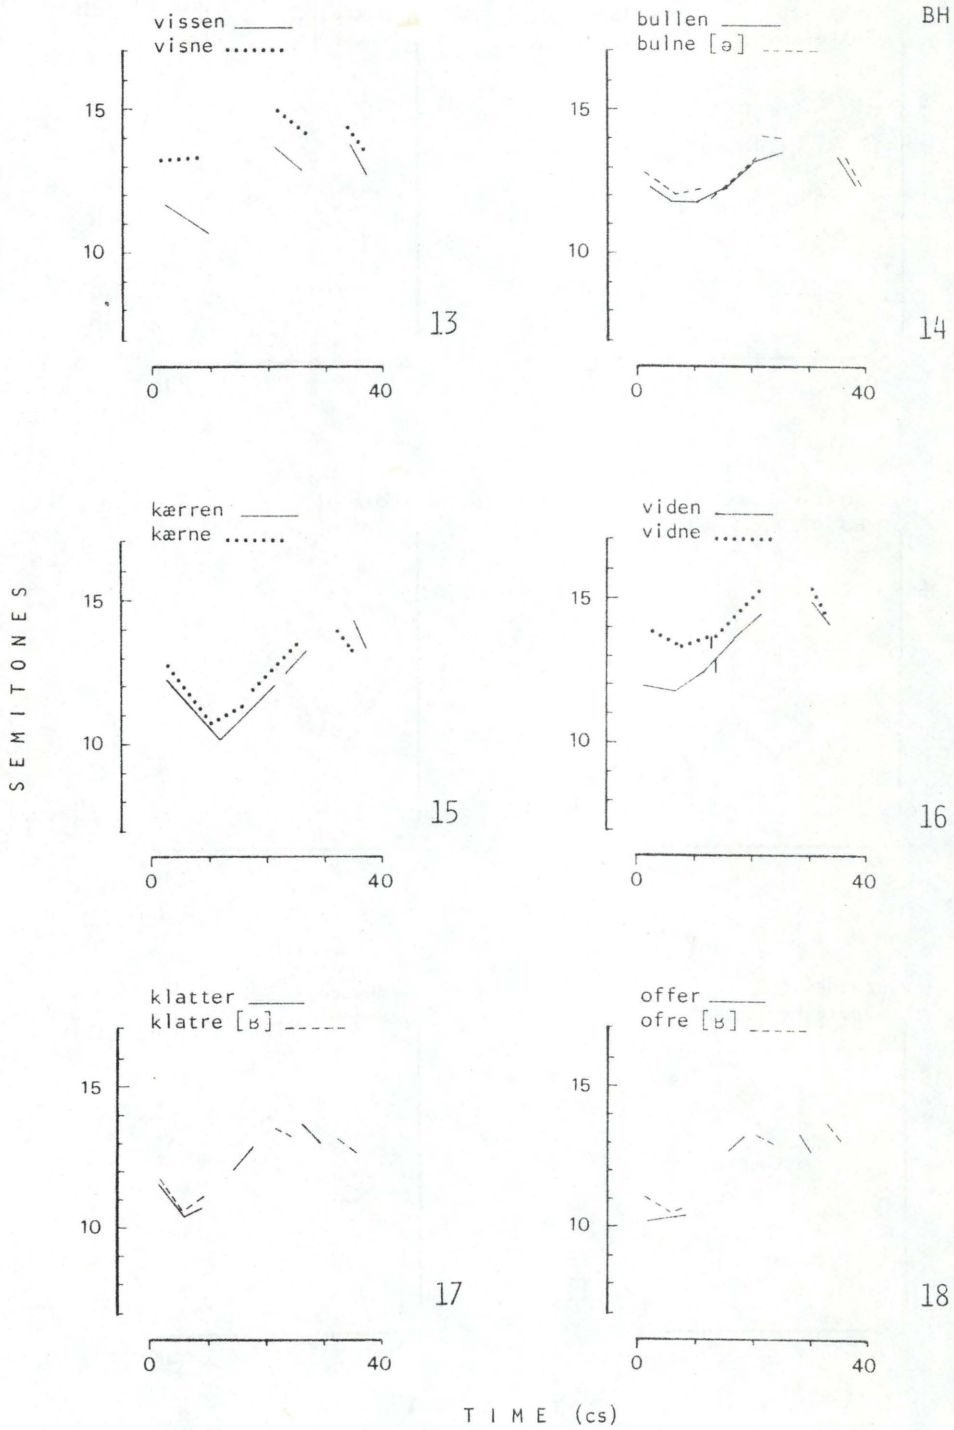 BH
vissen
visne
15
10
13
0 40
bullen
bulne [ə]
15
10
14
0 40
SEMITONES
kærren
kærne
15
10
15
0 40
viden
vidne
15
10
16
0 40
klatter
klatre [ʁ]
15
10
17
0 40
offer
ofre [ʁ]
15
10
18
0 40
TIME (cs)